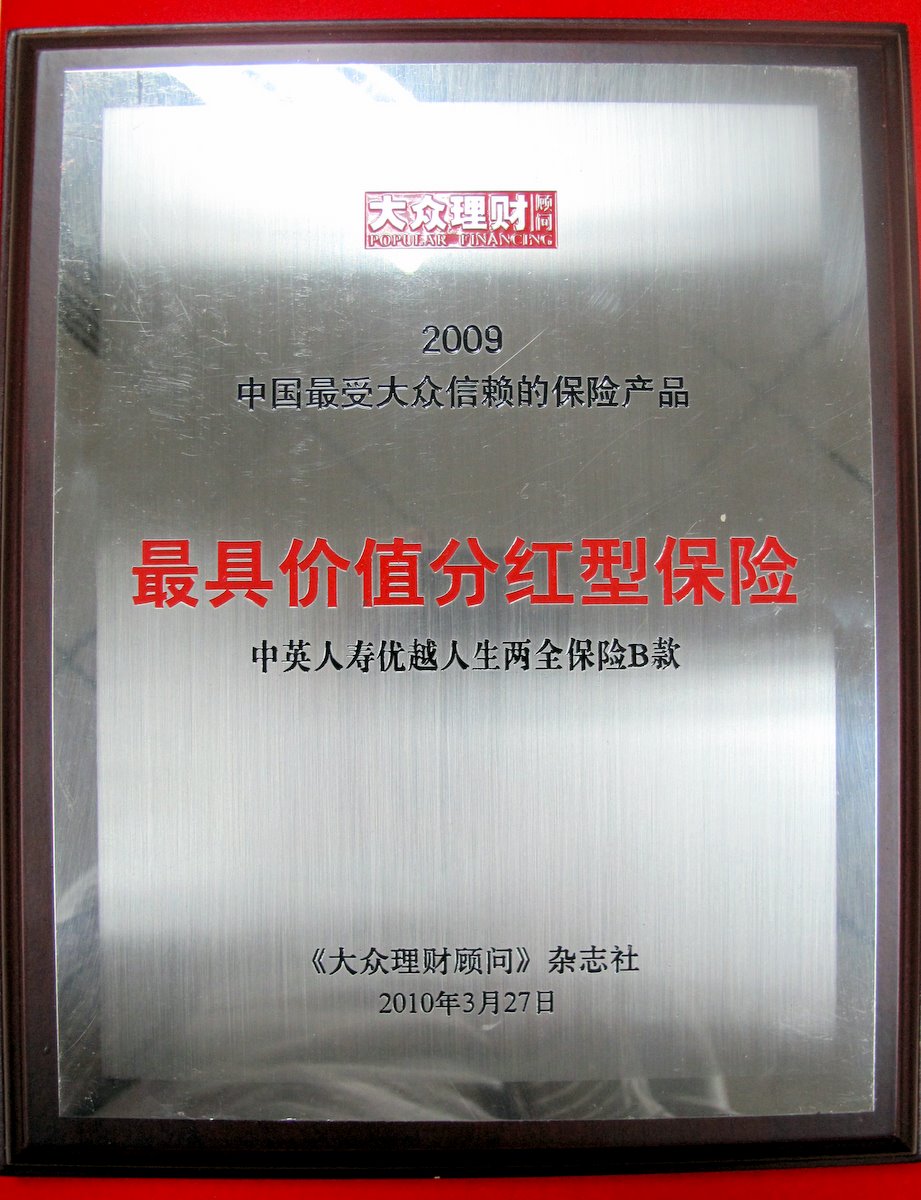 大众理财顾问
POPULAR FINANCING
2009
中国最受大众信赖的保险产品
最具价值分红型保险
中英人寿优越人生两全保险B款
《大众理财顾问》杂志社
2010年3月27日